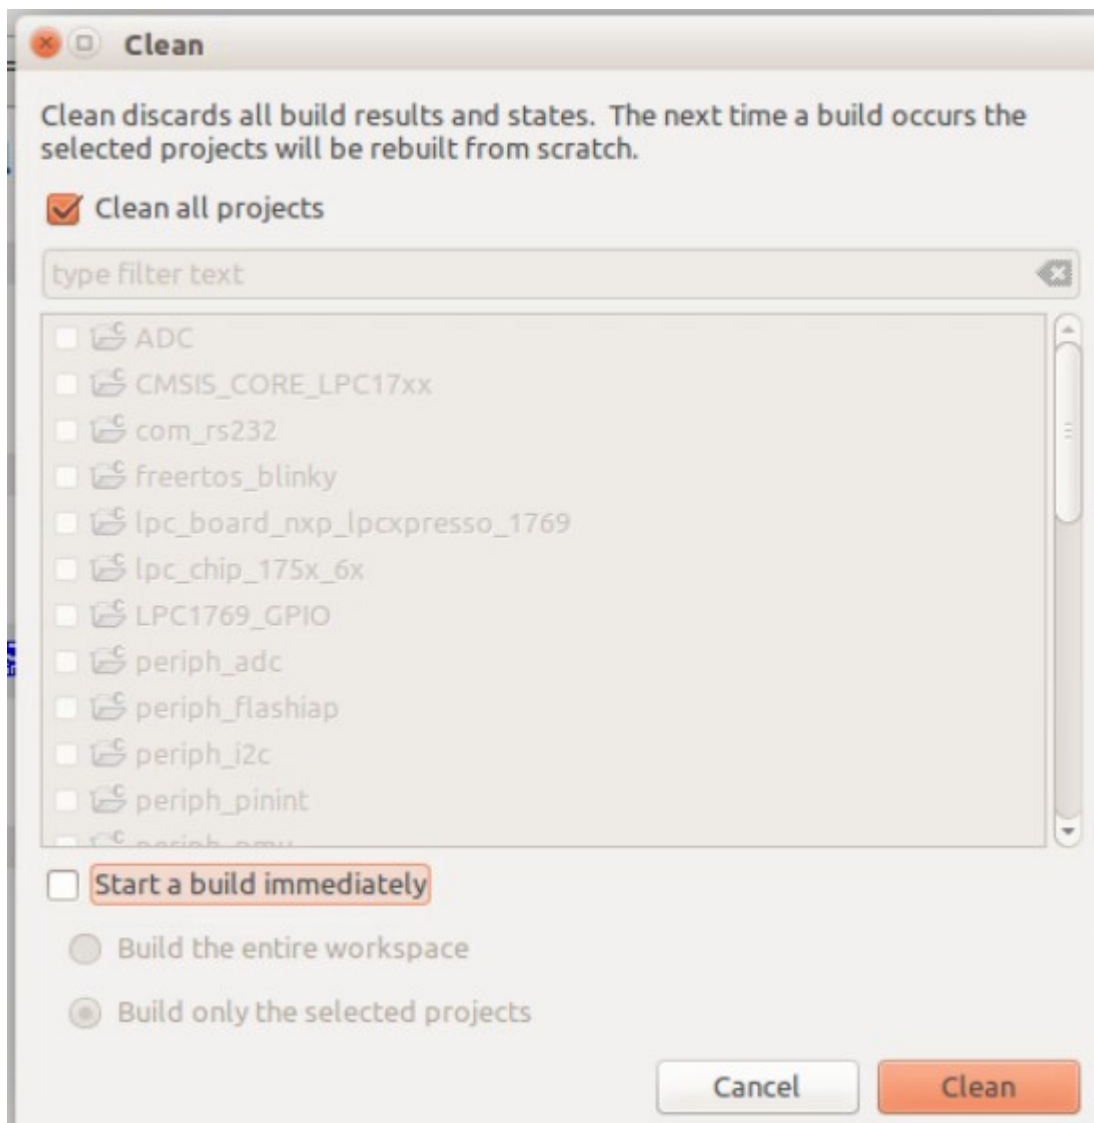 Clean
Clean discards all build results and states. The next time a build occurs the
selected projects will be rebuilt from scratch.
Clean all projects
type filter text
ADC
CMSIS_CORE_LPC17xx
com_rs232
freertos_blinky
lpc_board_nxp_lpcxpresso_1769
lpc_chip_175x_6x
LPC1769_GPIO
periph_adc
periph_flashiap
periph_i2c
periph_pinint
Start a build immediately
Build the entire workspace
Build only the selected projects
Cancel Clean